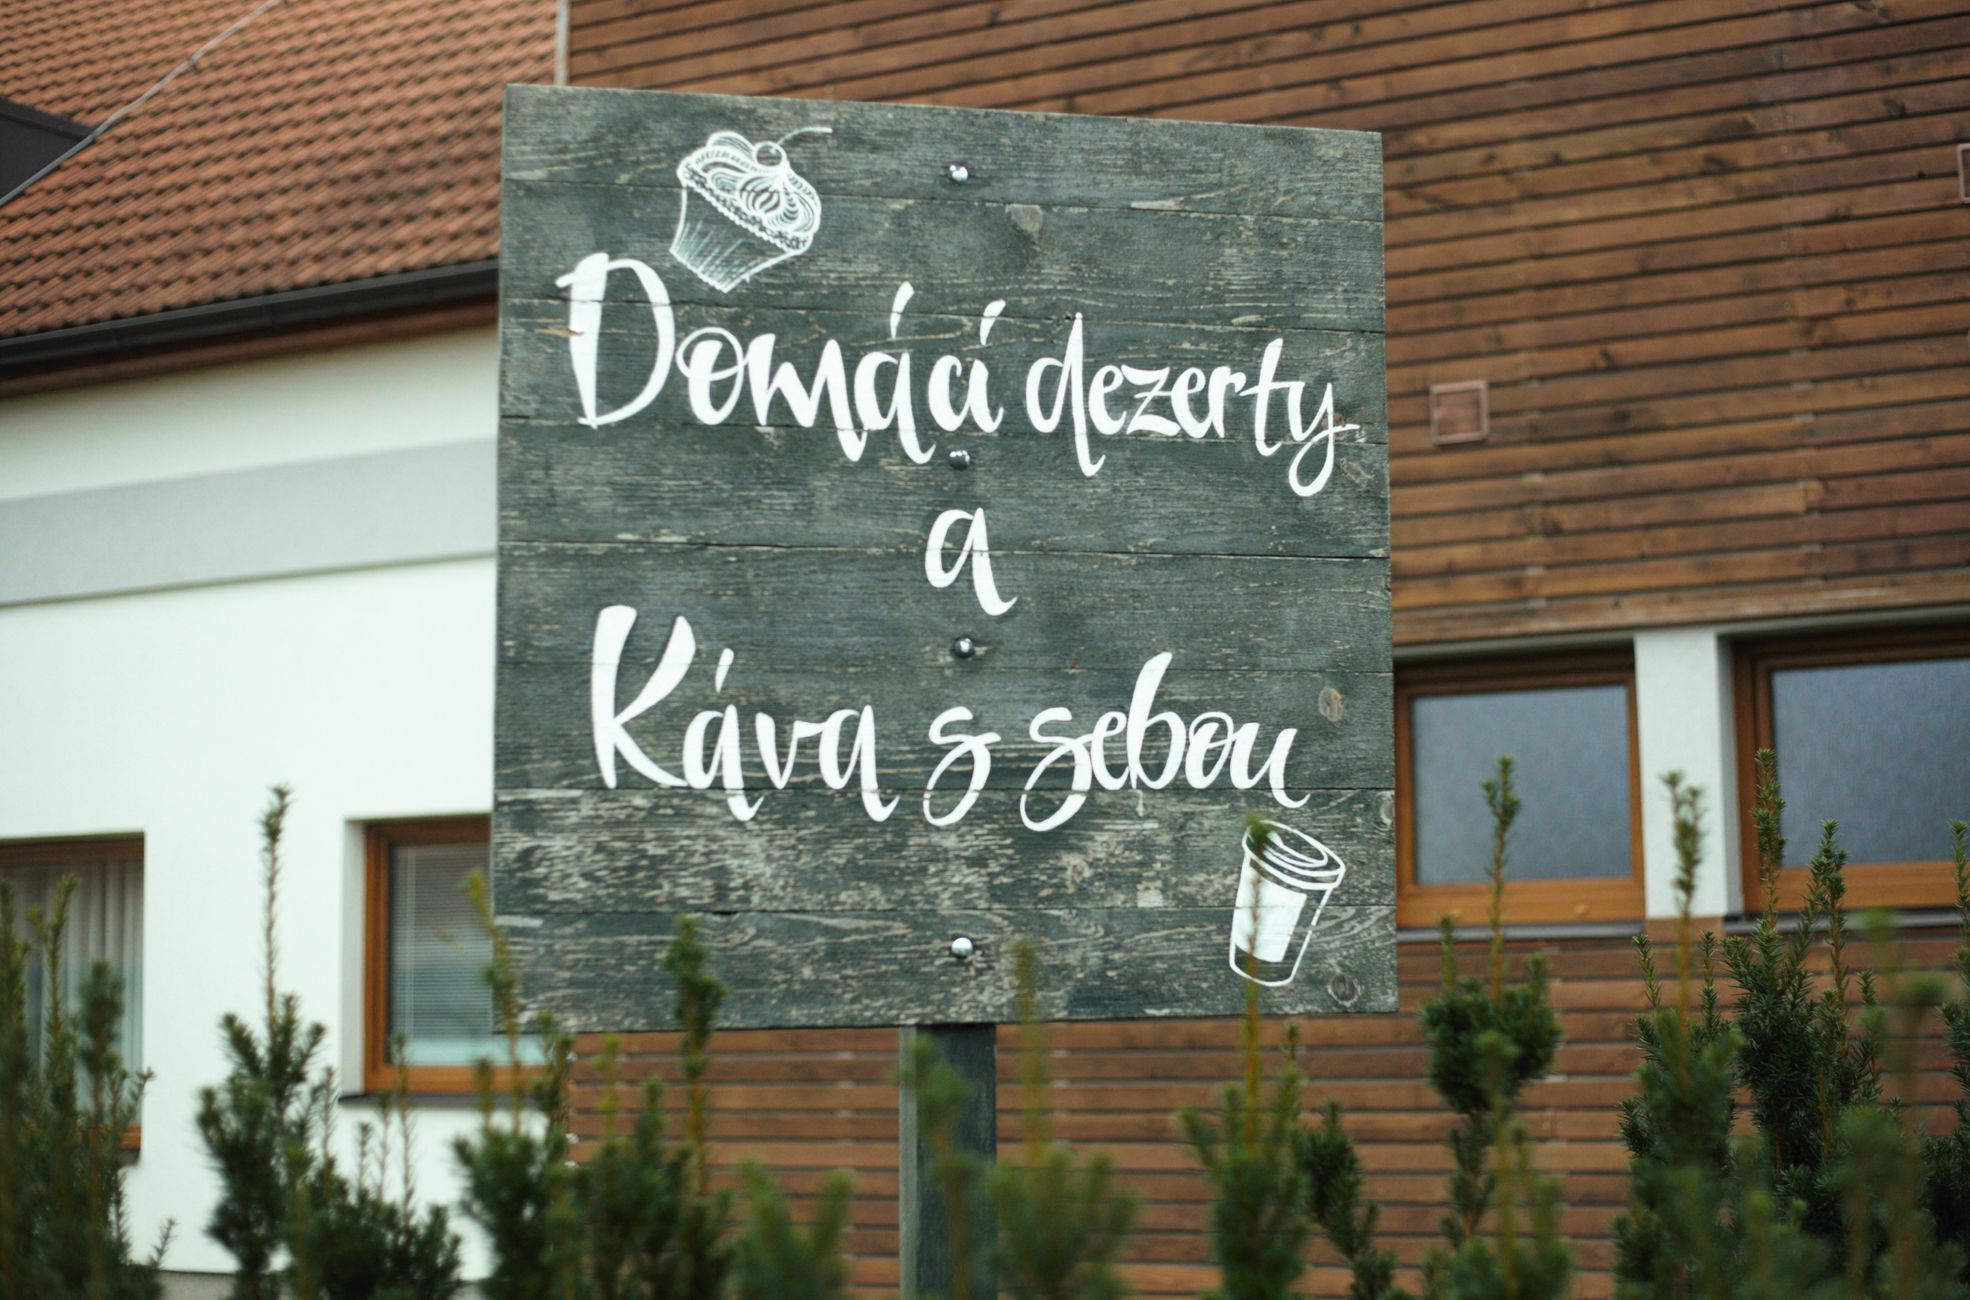 Domácí dezerty
a
Káva s sebou